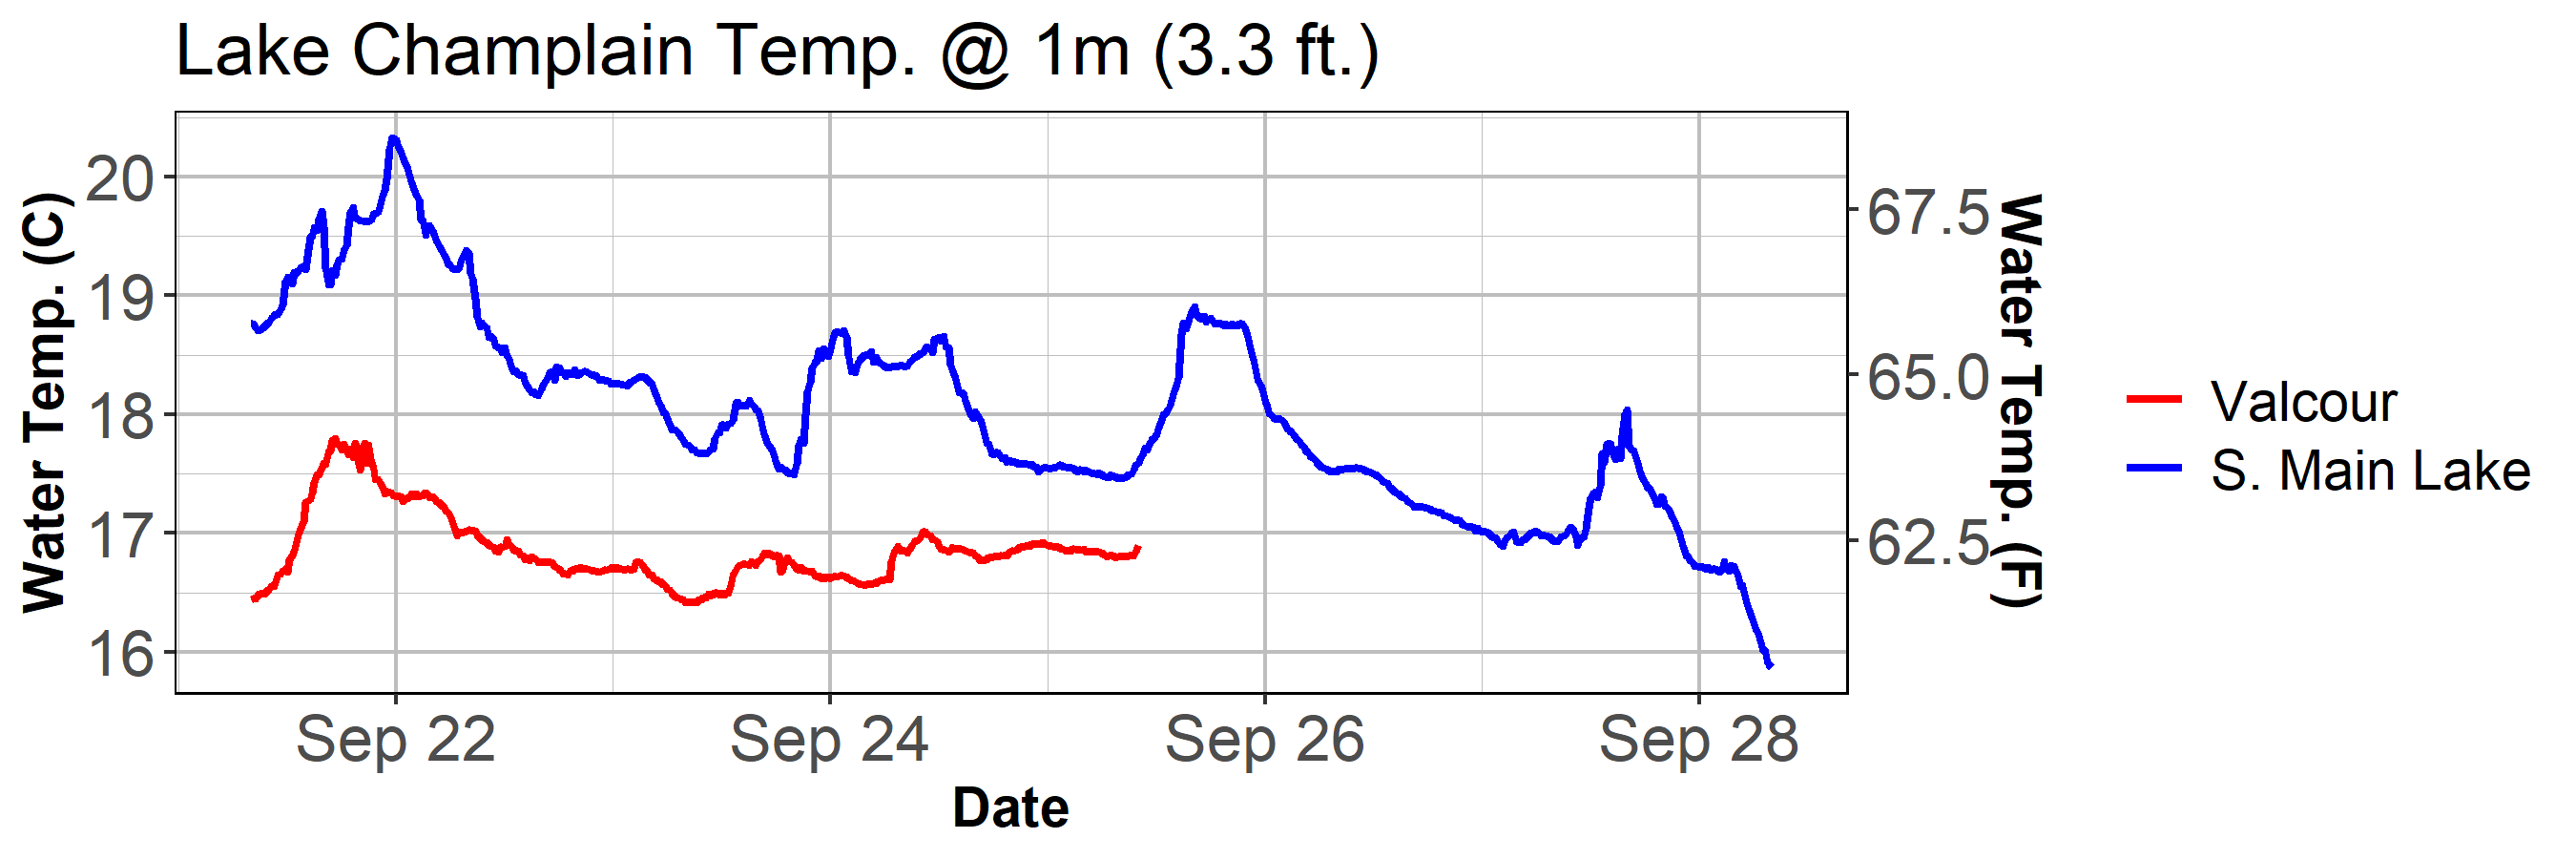 Lake Champlain Temp. @ 1m (3.3 ft.)
Water Temp. (C)
20
19
18
17
16
67.5
65.0
62.5
Water Temp. (F)
Sep 22
Sep 24
Sep 26
Sep 28
Date
Valcour
S. Main Lake